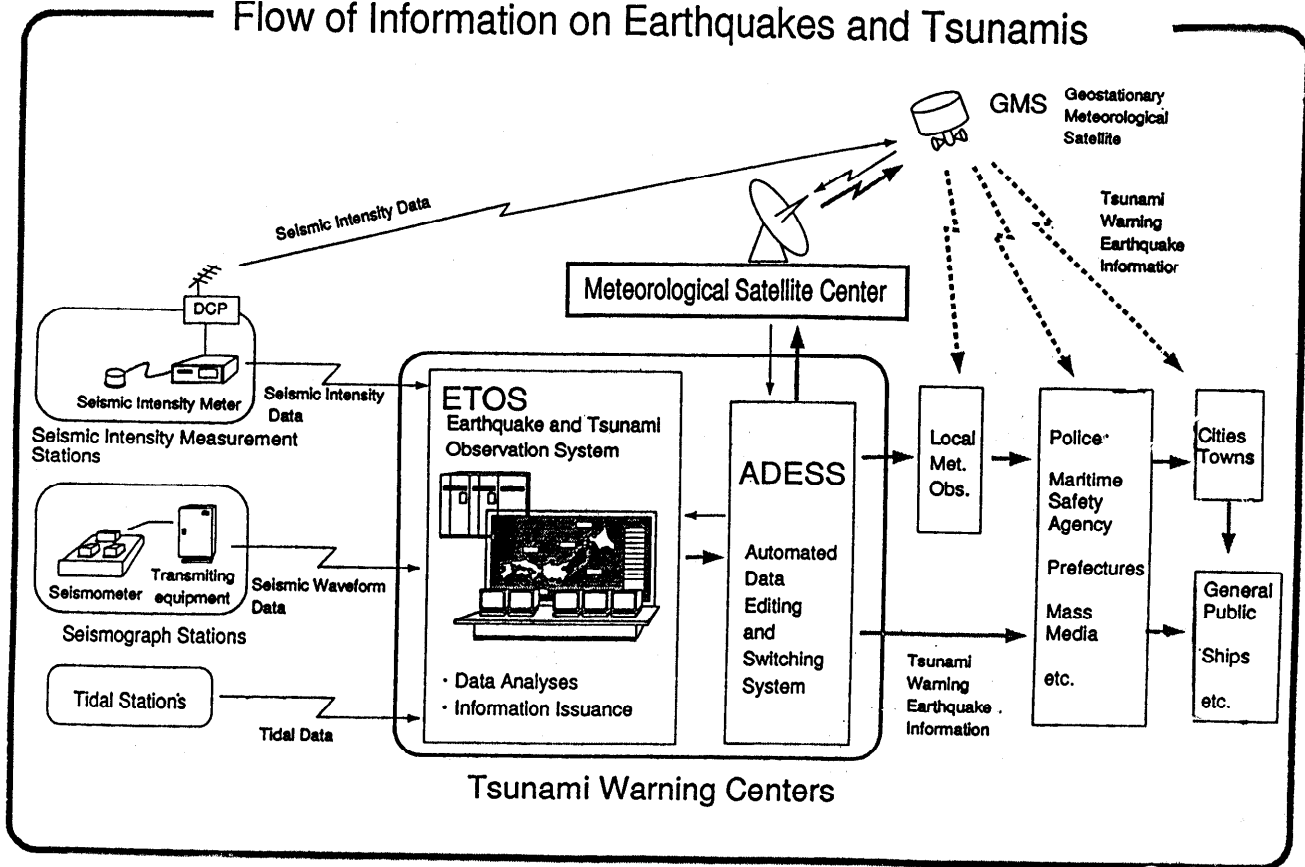 Flow of Information on Earthquakes and Tsunamis
GMS
Geostationary
Meteorological
Satellite
Tsunami
Warning
Earthquake
Informatior
Seismic Intensity Data
Meteorological Satellite Center
DCP
Seismic Intensity Meter
Seismic Intensity Measurement
Stations
Seismic Intensity
Data
Seismometer
Transmiting
equipment
Seismograph Stations
Seismic Waveform
Data
Tidal Stations
Tidal Data
ETOS
Earthquake and Tsunami
Observation System
· Data Analyses
· Information Issuance
ADESS
Automated
Data
Editing
and
Switching
System
Tsunami Warning Centers
Local
Met.
Obs.
Tsunami
Warning
Earthquake
Information
Police
Maritime
Safety
Agency
Prefectures
Mass
Media
etc.
Cities
Towns
General
Public
Ships
etc.